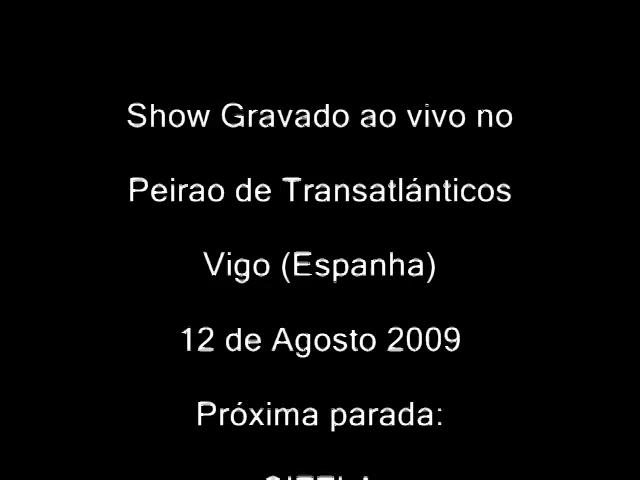 Show Gravado ao vivo no
Peirao de Transatlánticos
Vigo (Espanha)
12 de Agosto 2009
Próxima parada: